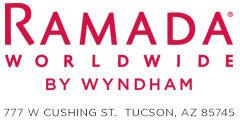 RAMADA®
WORLDWIDE
BY WYNDHAM
777 W CUSHING ST. TUCSON, AZ 85745